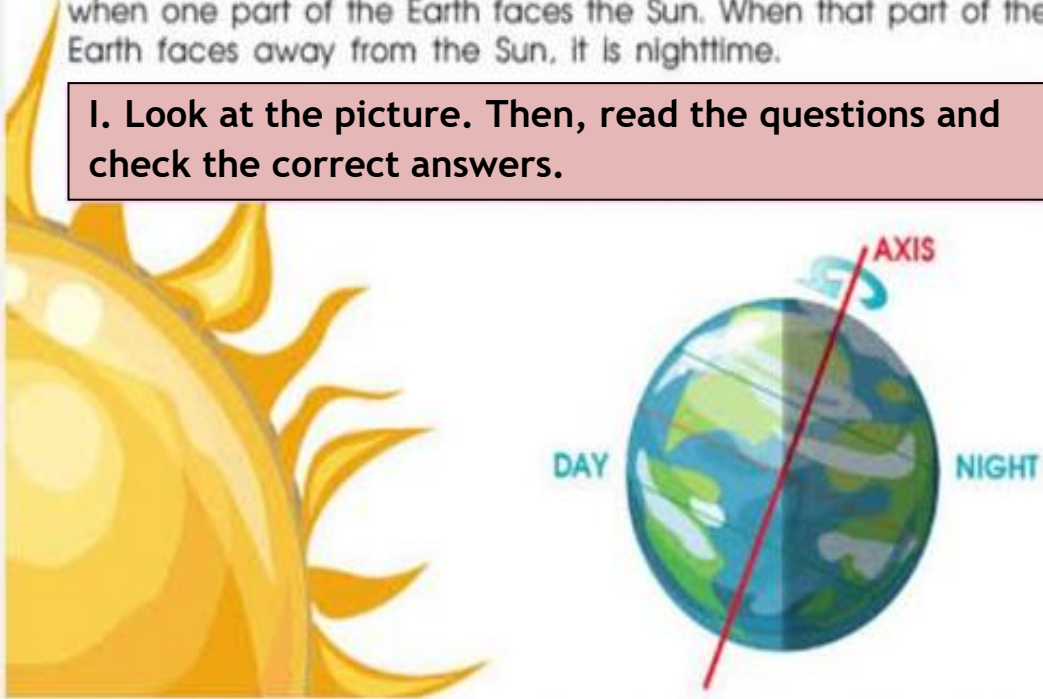 when one part of the Earth faces the Sun. When that part of the
Earth faces away from the Sun, it is nighttime.
I. Look at the picture. Then, read the questions and
check the correct answers.
AXIS
DAY
NIGHT